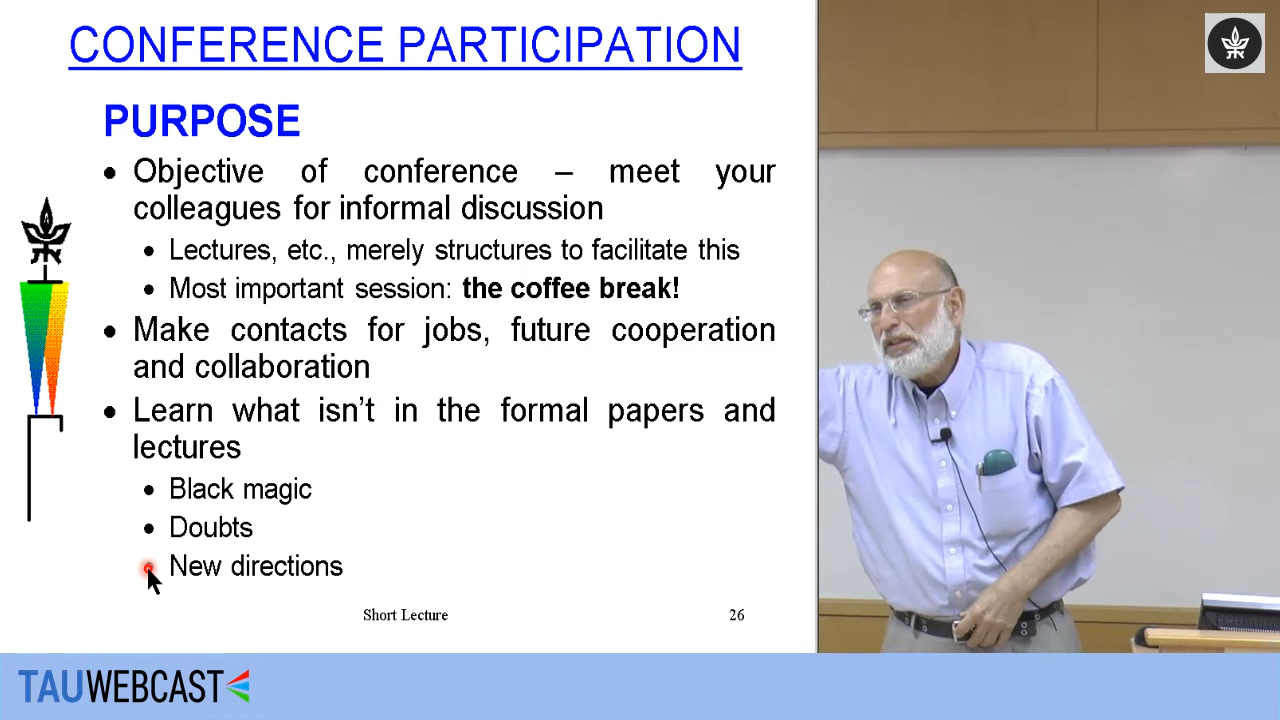 CONFERENCE PARTICIPATION
PURPOSE
• Objective of conference – meet your
colleagues for informal discussion
• Lectures, etc., merely structures to facilitate this
• Most important session: the coffee break!
• Make contacts for jobs, future cooperation
and collaboration
• Learn what isn't in the formal papers and
lectures
• Black magic
• Doubts
• New directions
Short Lecture 26
TAUWEBCAST